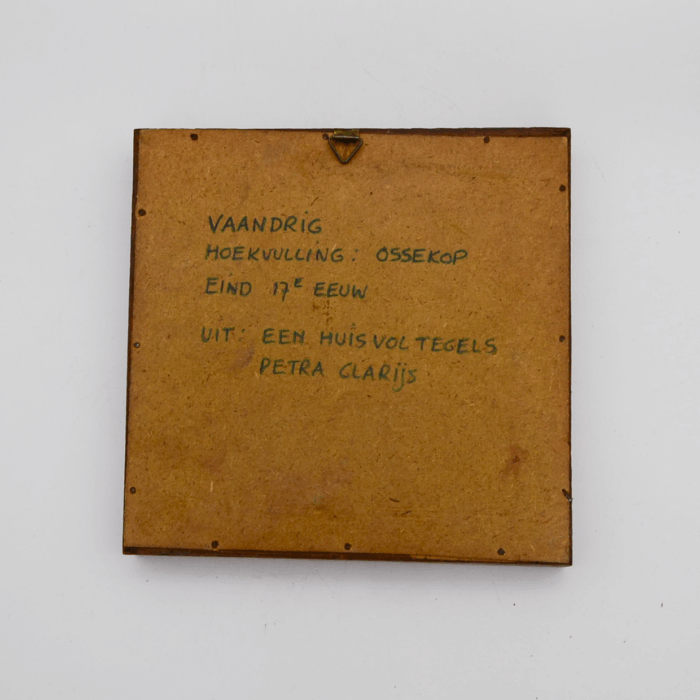 VAANDRIG
HOEKVULLING: OSSEKOP
EIND 17E EEUW
UIT: EEN HUIS VOL TEGELS
PETRA CLARIJS